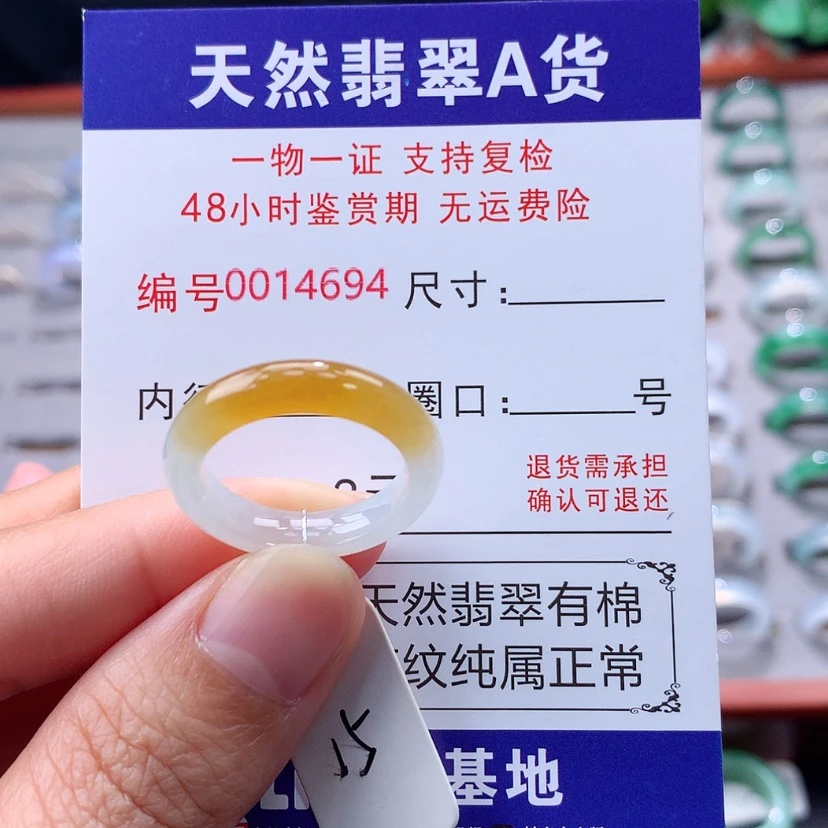 天然翡翠A货
一物一证 支持复检
48小时鉴赏期 无运费险
编号0014694 尺寸:
内 圈口: 号
退货需承担
确认可退还
天然翡翠有棉
纹纯属正常
基地
15